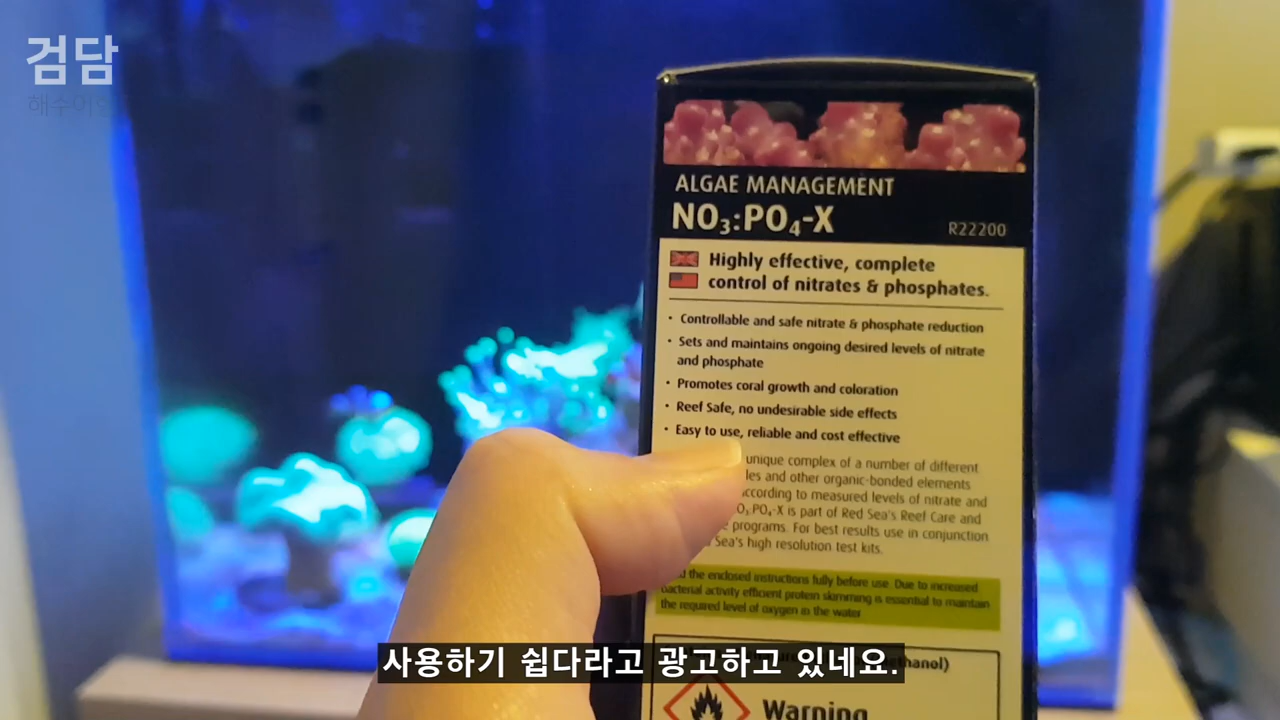 검담
해수어항
ALGAE MANAGEMENT
NO₃:PO₄-X
R22200
Highly effective, complete
control of nitrates & phosphates.
• Controllable and safe nitrate & phosphate reduction
• Sets and maintains ongoing desired levels of nitrate
and phosphate
• Promotes coral growth and coloration
• Reef Safe, no undesirable side effects
• Easy to use, reliable and cost effective
unique complex of a number of different
and other organic-bonded elements
according to measured levels of nitrate and
PO₄-X is part of Red Sea's Reef Care and
programs. For best results use in conjunction
Sea's high resolution test kits.
the enclosed instructions fully before use. Due to increased
bacterial activity efficient protein skimming is essential to maintain
the required level of oxygen in the water
Warning
사용하기 쉽다라고 광고하고 있네요.